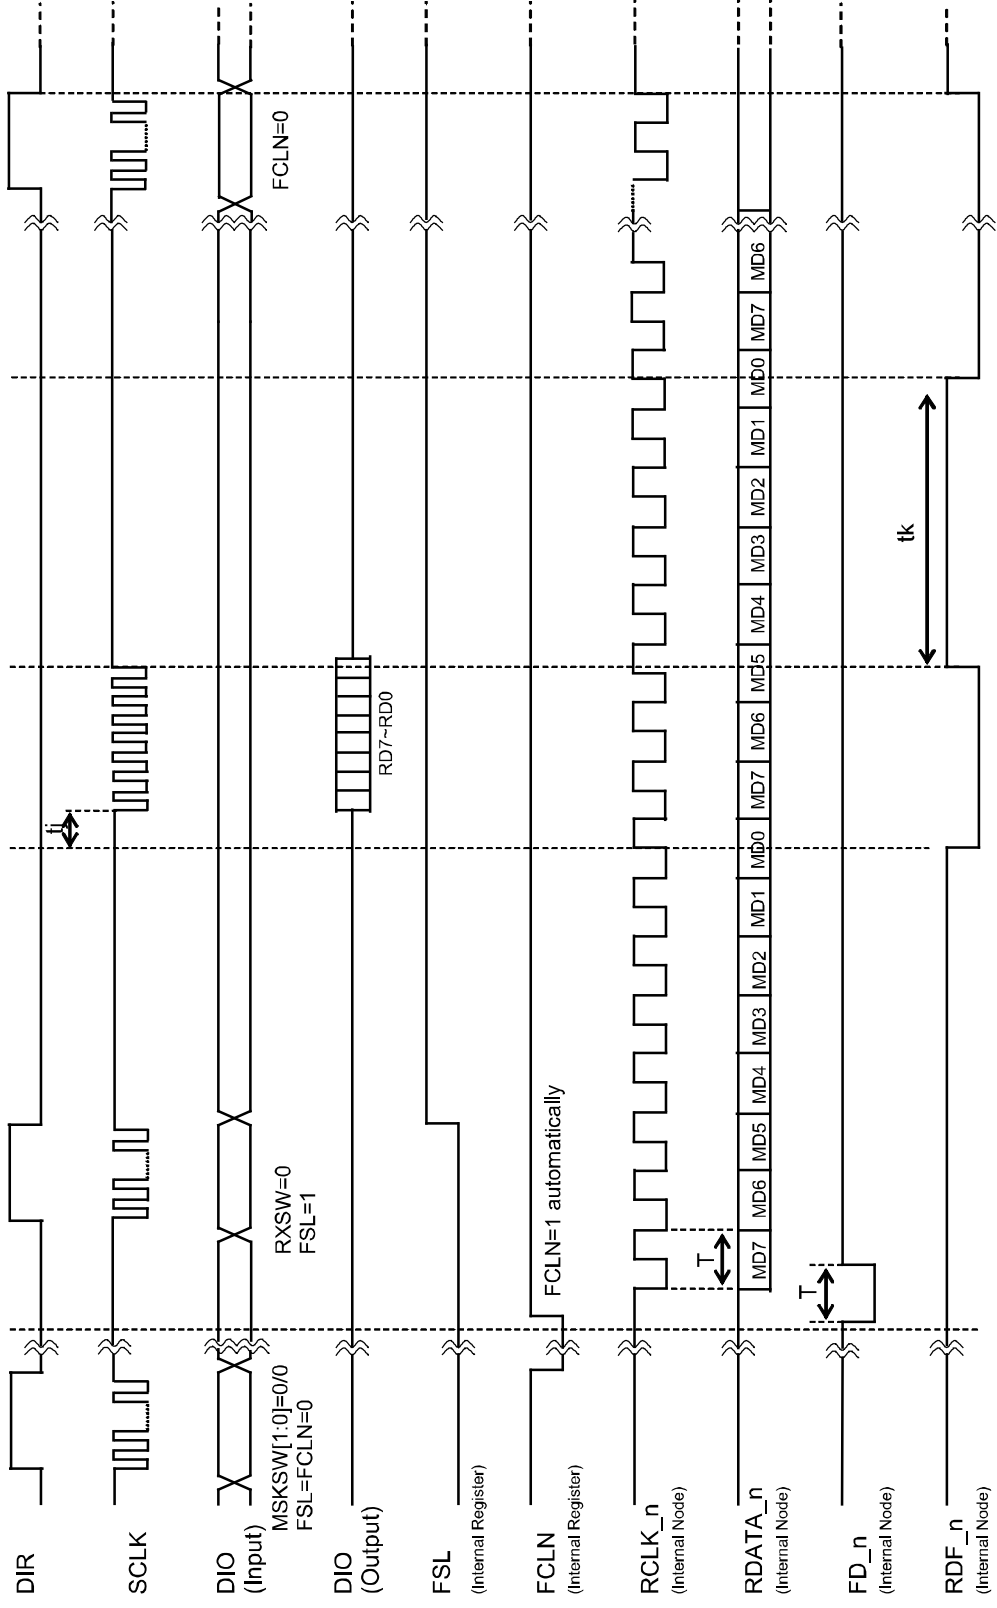 DIR
SCLK
DIO
(Input)
MSKSW[1:0]=0/0
FSL=FCLN=0
RXSW=0
FSL=1
FCLN=0
DIO
(Output)
RD7~RD0
FSL
(Internal Register)
FCLN
(Internal Register)
FCLN=1 automatically
RCLK_n
(Internal Node)
T
RDATA_n
(Internal Node)
MD7 MD6 MD5 MD4 MD3 MD2 MD1 MD0 MD7 MD6 MD5 MD4 MD3 MD2 MD1 MD0 MD7 MD6
FD_n
(Internal Node)
T
RDF_n
(Internal Node)
tj
tk